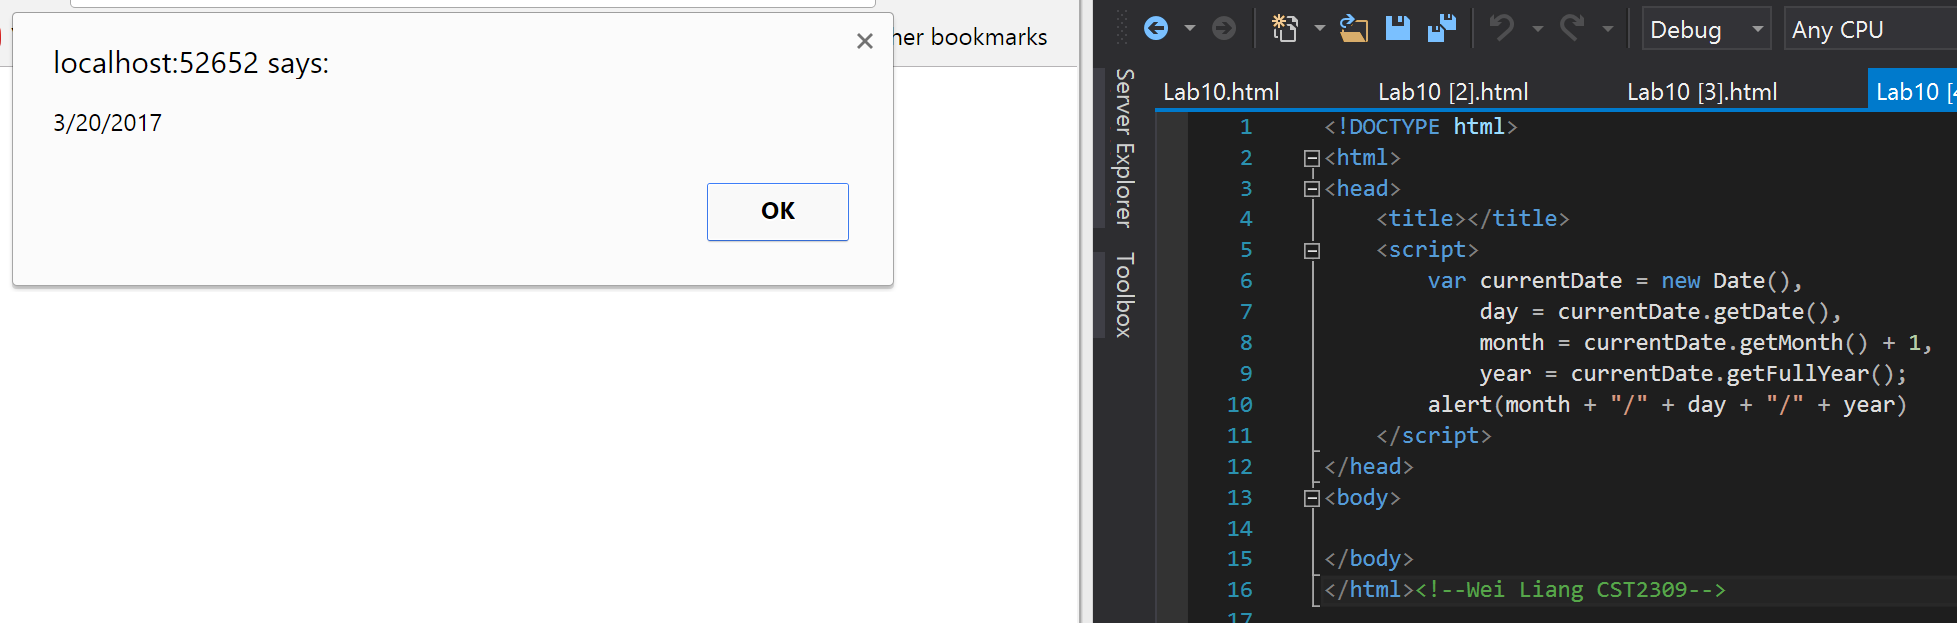 her bookmarks
localhost:52652 says:
3/20/2017
OK
Debug
Any CPU
Server Explorer
Toolbox
Lab10.html
Lab10 [2].html
Lab10 [3].html
Lab10 [4
1 <!DOCTYPE html>
2 <html>
3 <head>
4 <title></title>
5 <script>
6 var currentDate = new Date(),
7 day = currentDate.getDate(),
8 month = currentDate.getMonth() + 1,
9 year = currentDate.getFullYear();
10 alert(month + "/" + day + "/" + year)
11 </script>
12 </head>
13 <body>
14
15 </body>
16 </html><!--Wei Liang CST2309-->
17